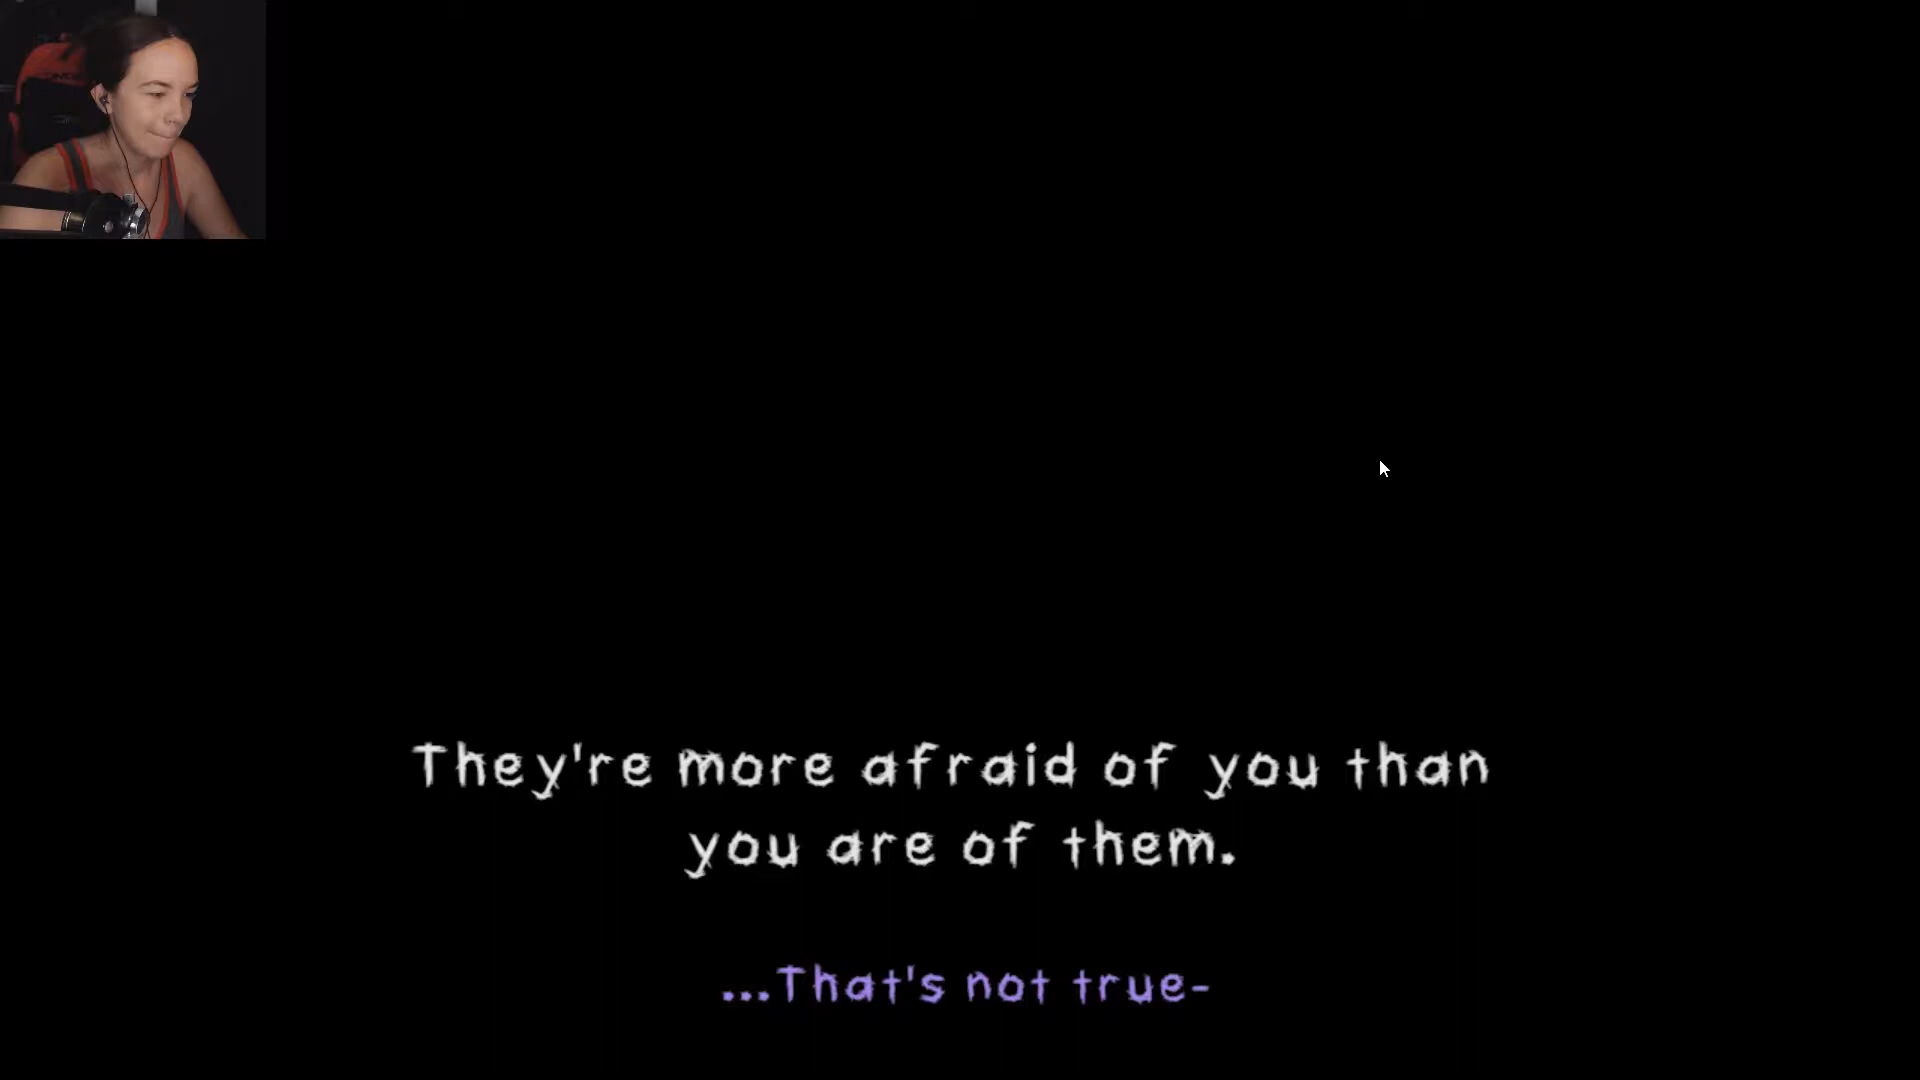 They're more afraid of you than
you are of them.
...That's not true-